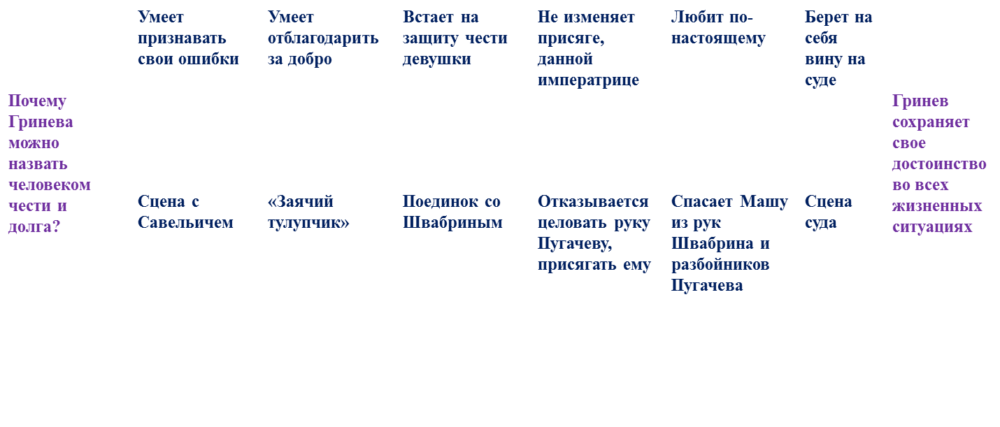 Почему
Гринева
можно
назвать
человеком
чести и
долга?
Умеет
признавать
свои ошибки
Умеет
отблагодарить
за добро
Встает на
защиту чести
девушки
Не изменяет
присяге,
данной
императрице
Любит по-
настоящему
Берет на
себя
вину на
суде
Сцена с
Савельичем
«Заячий
тулупчик»
Поединок со
Швабриным
Отказывается
целовать руку
Пугачеву,
присягать ему
Спасает Машу
из рук
Швабрина и
разбойников
Пугачева
Сцена
суда
Гринев
сохраняет
свое
достоинство
во всех
жизненных
ситуациях